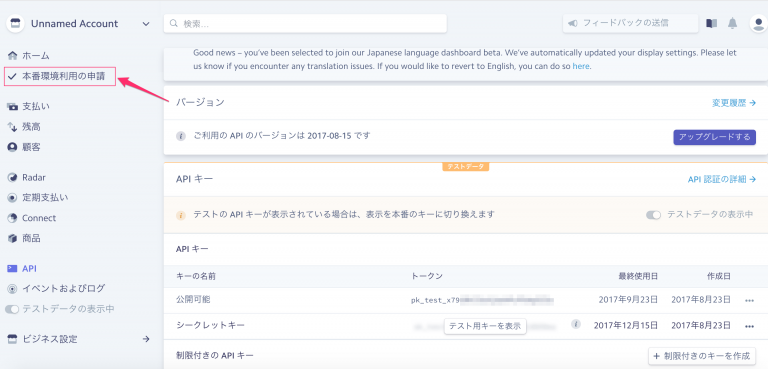 Unnamed Account
検索...
フィードバックの送信
ホーム
本番環境利用の申請
支払い
残高
顧客
Radar
定期支払い
Connect
商品
API
イベントおよびログ
テストデータの表示中
ビジネス設定
Good news – you've been selected to join our Japanese language dashboard beta. We've automatically updated your display settings. Please let
us know if you encounter any translation issues. If you would like to revert to English, you can do so here.
バージョン
変更履歴
ご利用の API のバージョンは 2017-08-15 です
アップグレードする
テストデータ
API キー
API 認証の詳細
テストの API キーが表示されている場合は、表示を本番のキーに切り換えます
テストデータの表示中
API キー
キーの名前 トークン 最終使用日 作成日
公開可能 pk_test_x79 2017年9月23日 2017年8月23日
シークレットキー テスト用キーを表示 2017年12月15日 2017年8月23日
制限付きの API キー
+ 制限付きのキーを作成